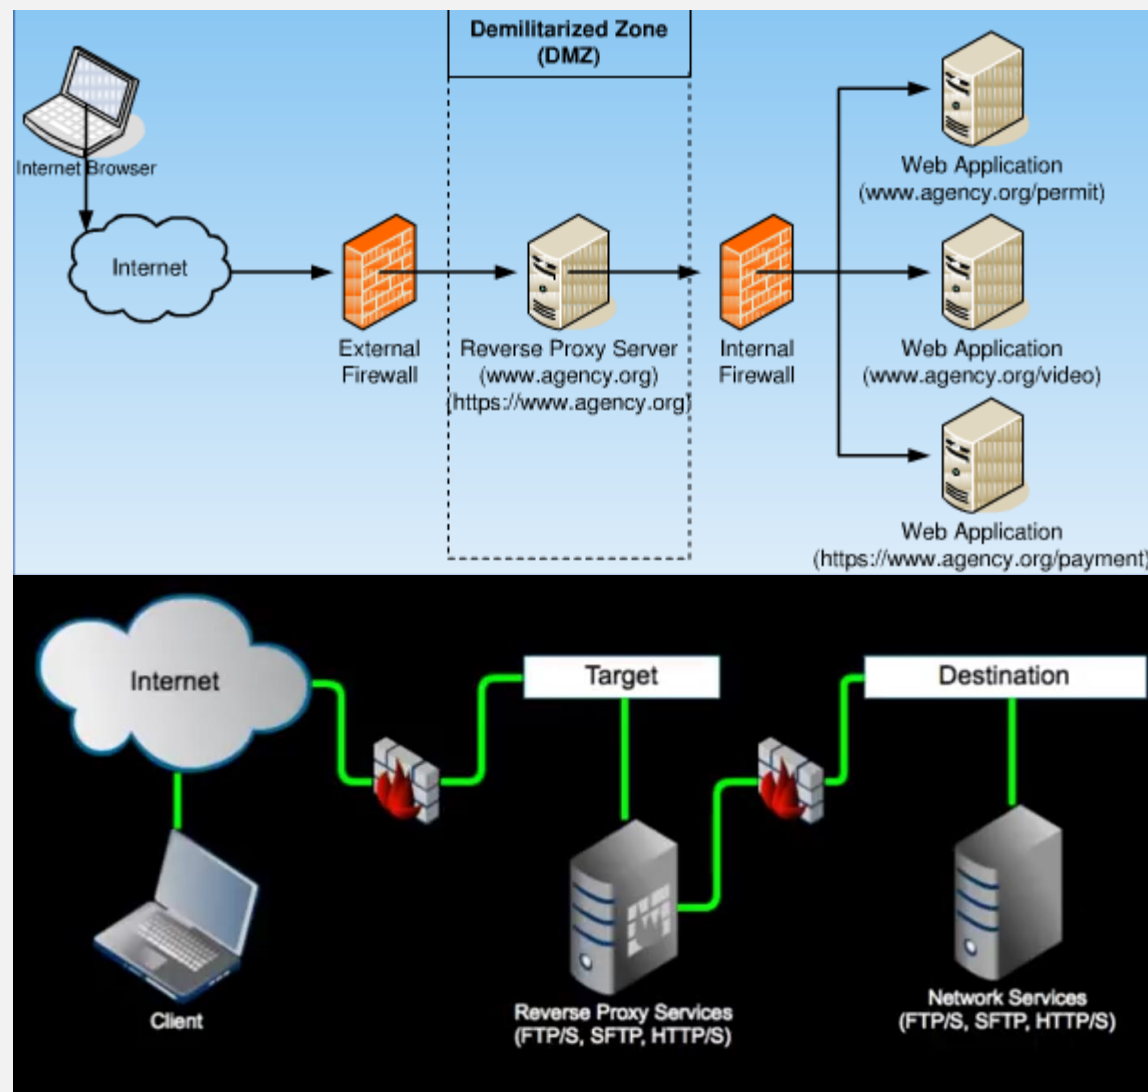 Demilitarized Zone
(DMZ)
Internet Browser
Internet
External
Firewall
Reverse Proxy Server
(www.agency.org)
(https://www.agency.org)
Internal
Firewall
Web Application
(www.agency.org/permit)
Web Application
(www.agency.org/video)
Web Application
(https://www.agency.org/payment)
Internet
Target
Destination
Client
Reverse Proxy Services
(FTP/S, SFTP, HTTP/S)
Network Services
(FTP/S, SFTP, HTTP/S)